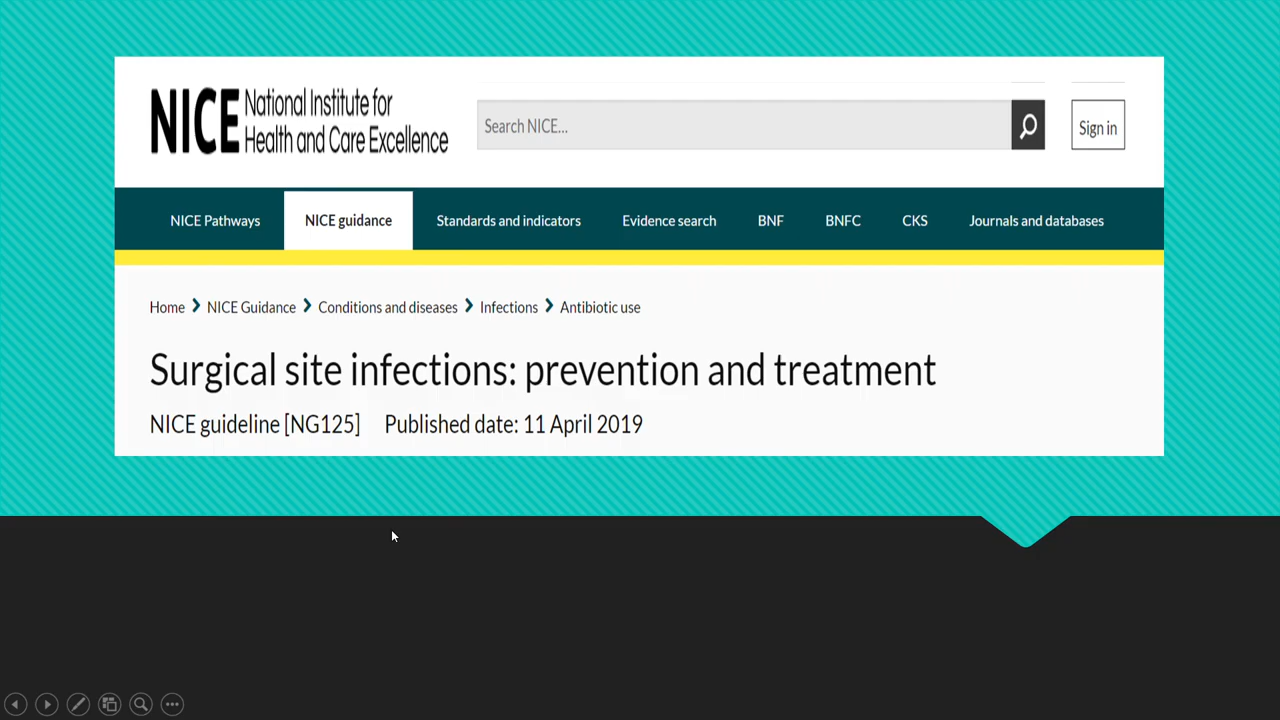 NICE National Institute for
Health and Care Excellence
Search NICE...
Sign in
NICE Pathways
NICE guidance
Standards and indicators
Evidence search
BNF
BNFC
CKS
Journals and databases
Home > NICE Guidance > Conditions and diseases > Infections > Antibiotic use
Surgical site infections: prevention and treatment
NICE guideline [NG125] Published date: 11 April 2019